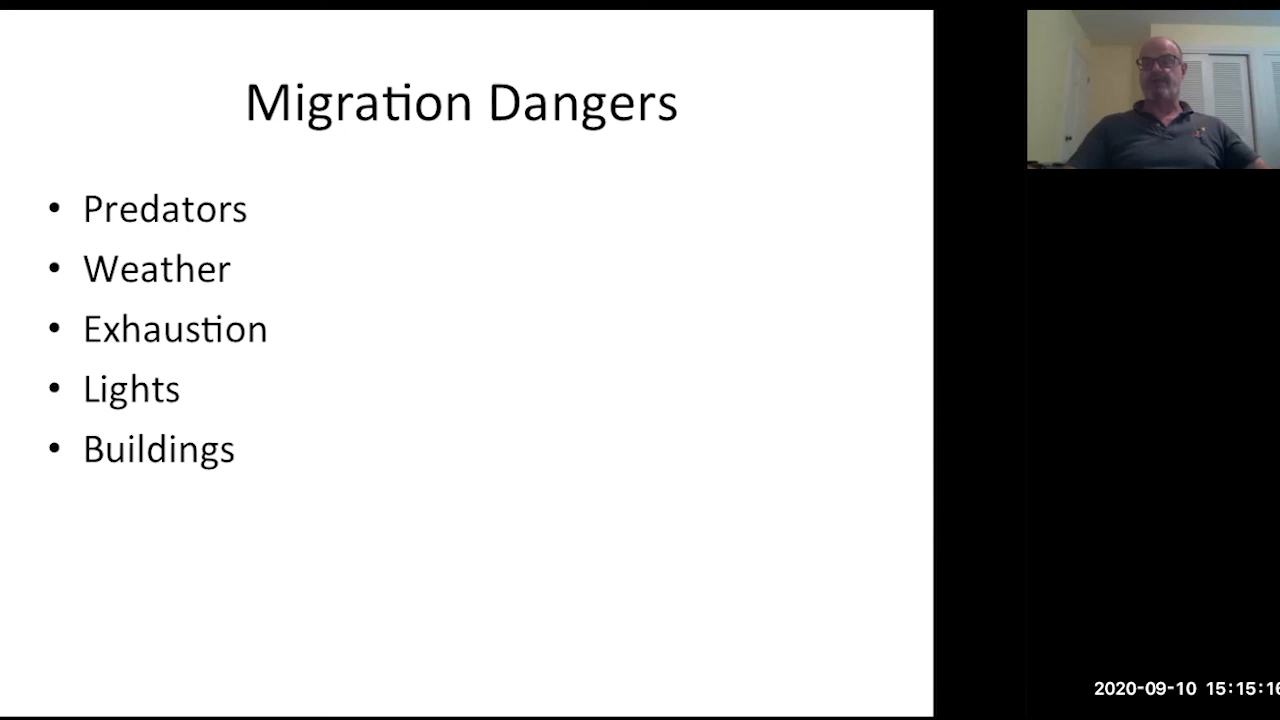 Migration Dangers
• Predators
• Weather
• Exhaustion
• Lights
• Buildings
2020-09-10 15:15:16